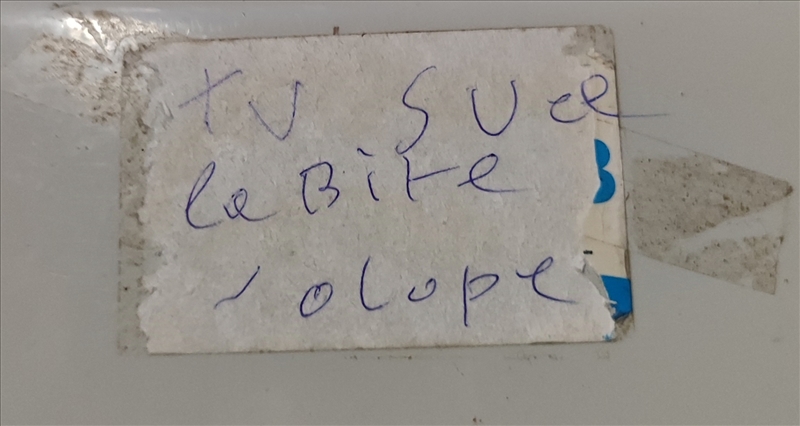 tu suce
la Bite
salope
B